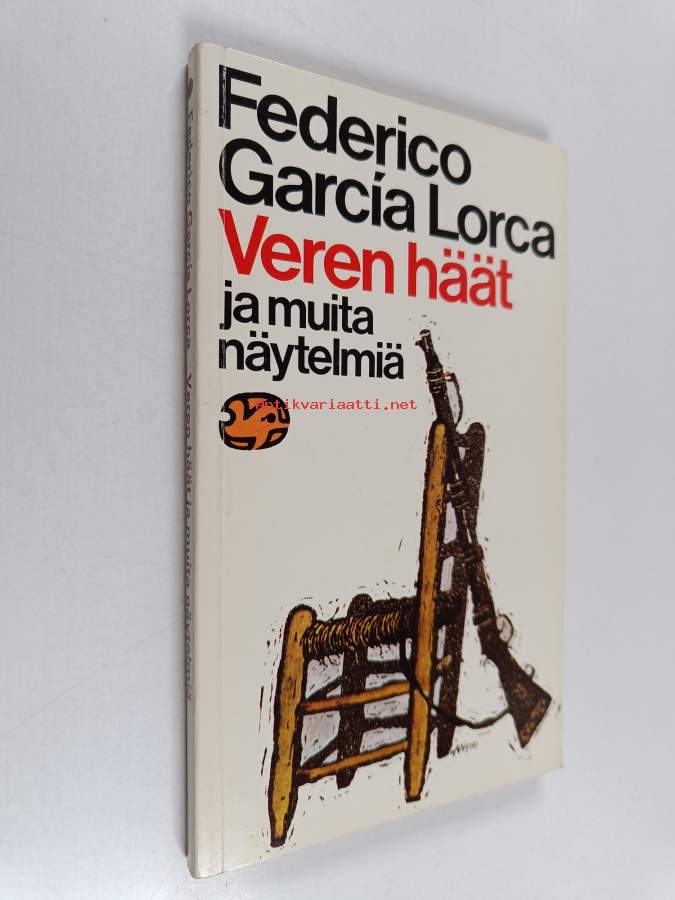 Federico
García Lorca
Veren häät
ja muita
näytelmiä
Antikvariaatti.net
Federico García Lorca Veren häät ja muita näytelmiä